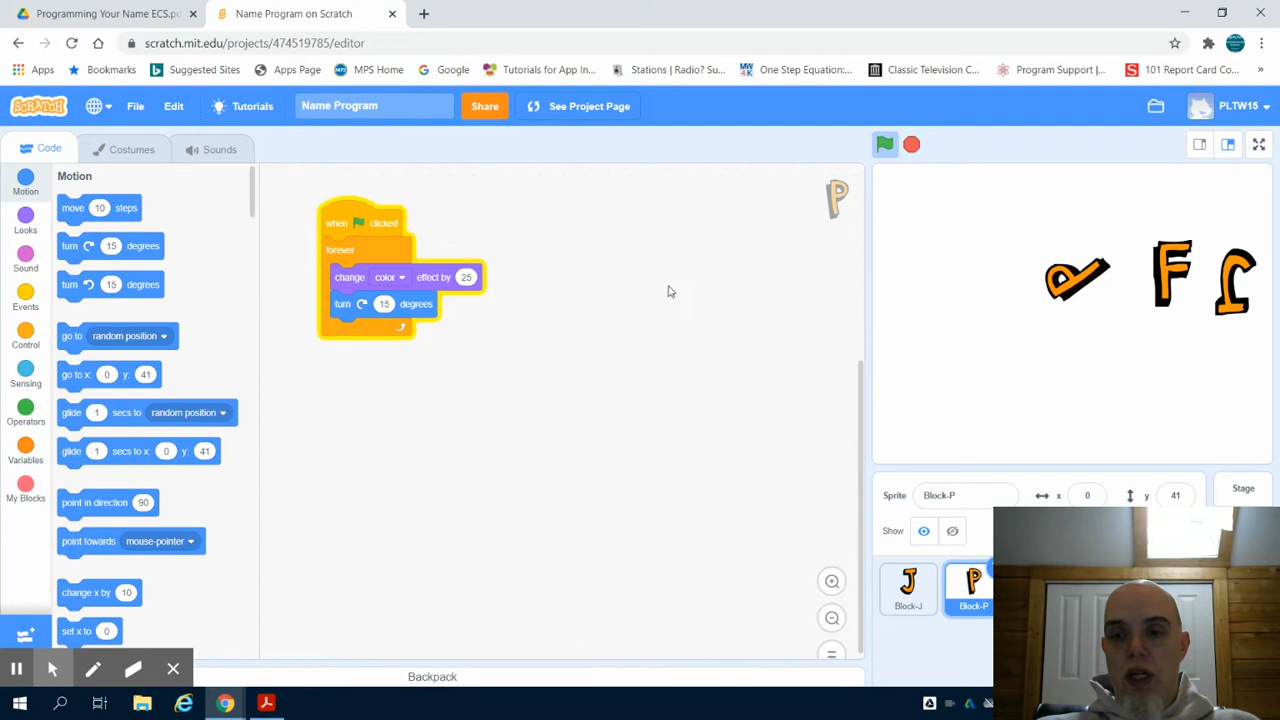 Programming Your Name ECS.pd
Name Program on Scratch
scratch.mit.edu/projects/474519785/editor
Apps Bookmarks Suggested Sites Apps Page MPS Home Google Tutorials for App In... Stations | Radio? Su... One Step Equation:... Classic Television C... Program Support |... 101 Report Card Co...
SCRATCH File Edit Tutorials Name Program Share See Project Page PLTW15
Code Costumes Sounds
Motion
Looks
Sound
Events
Control
Sensing
Operators
Variables
My Blocks
Motion
move 10 steps
turn 15 degrees
turn 15 degrees
go to random position
go to x: 0 y: 41
glide 1 secs to random position
glide 1 secs to x: 0 y: 41
point in direction 90
point towards mouse-pointer
change x by 10
set x to 0
when clicked
forever
change color effect by 25
turn 15 degrees
P
P F J
Sprite Block-P x 0 y 41
Show
Stage
J P
Block-J Block-P
Backpack